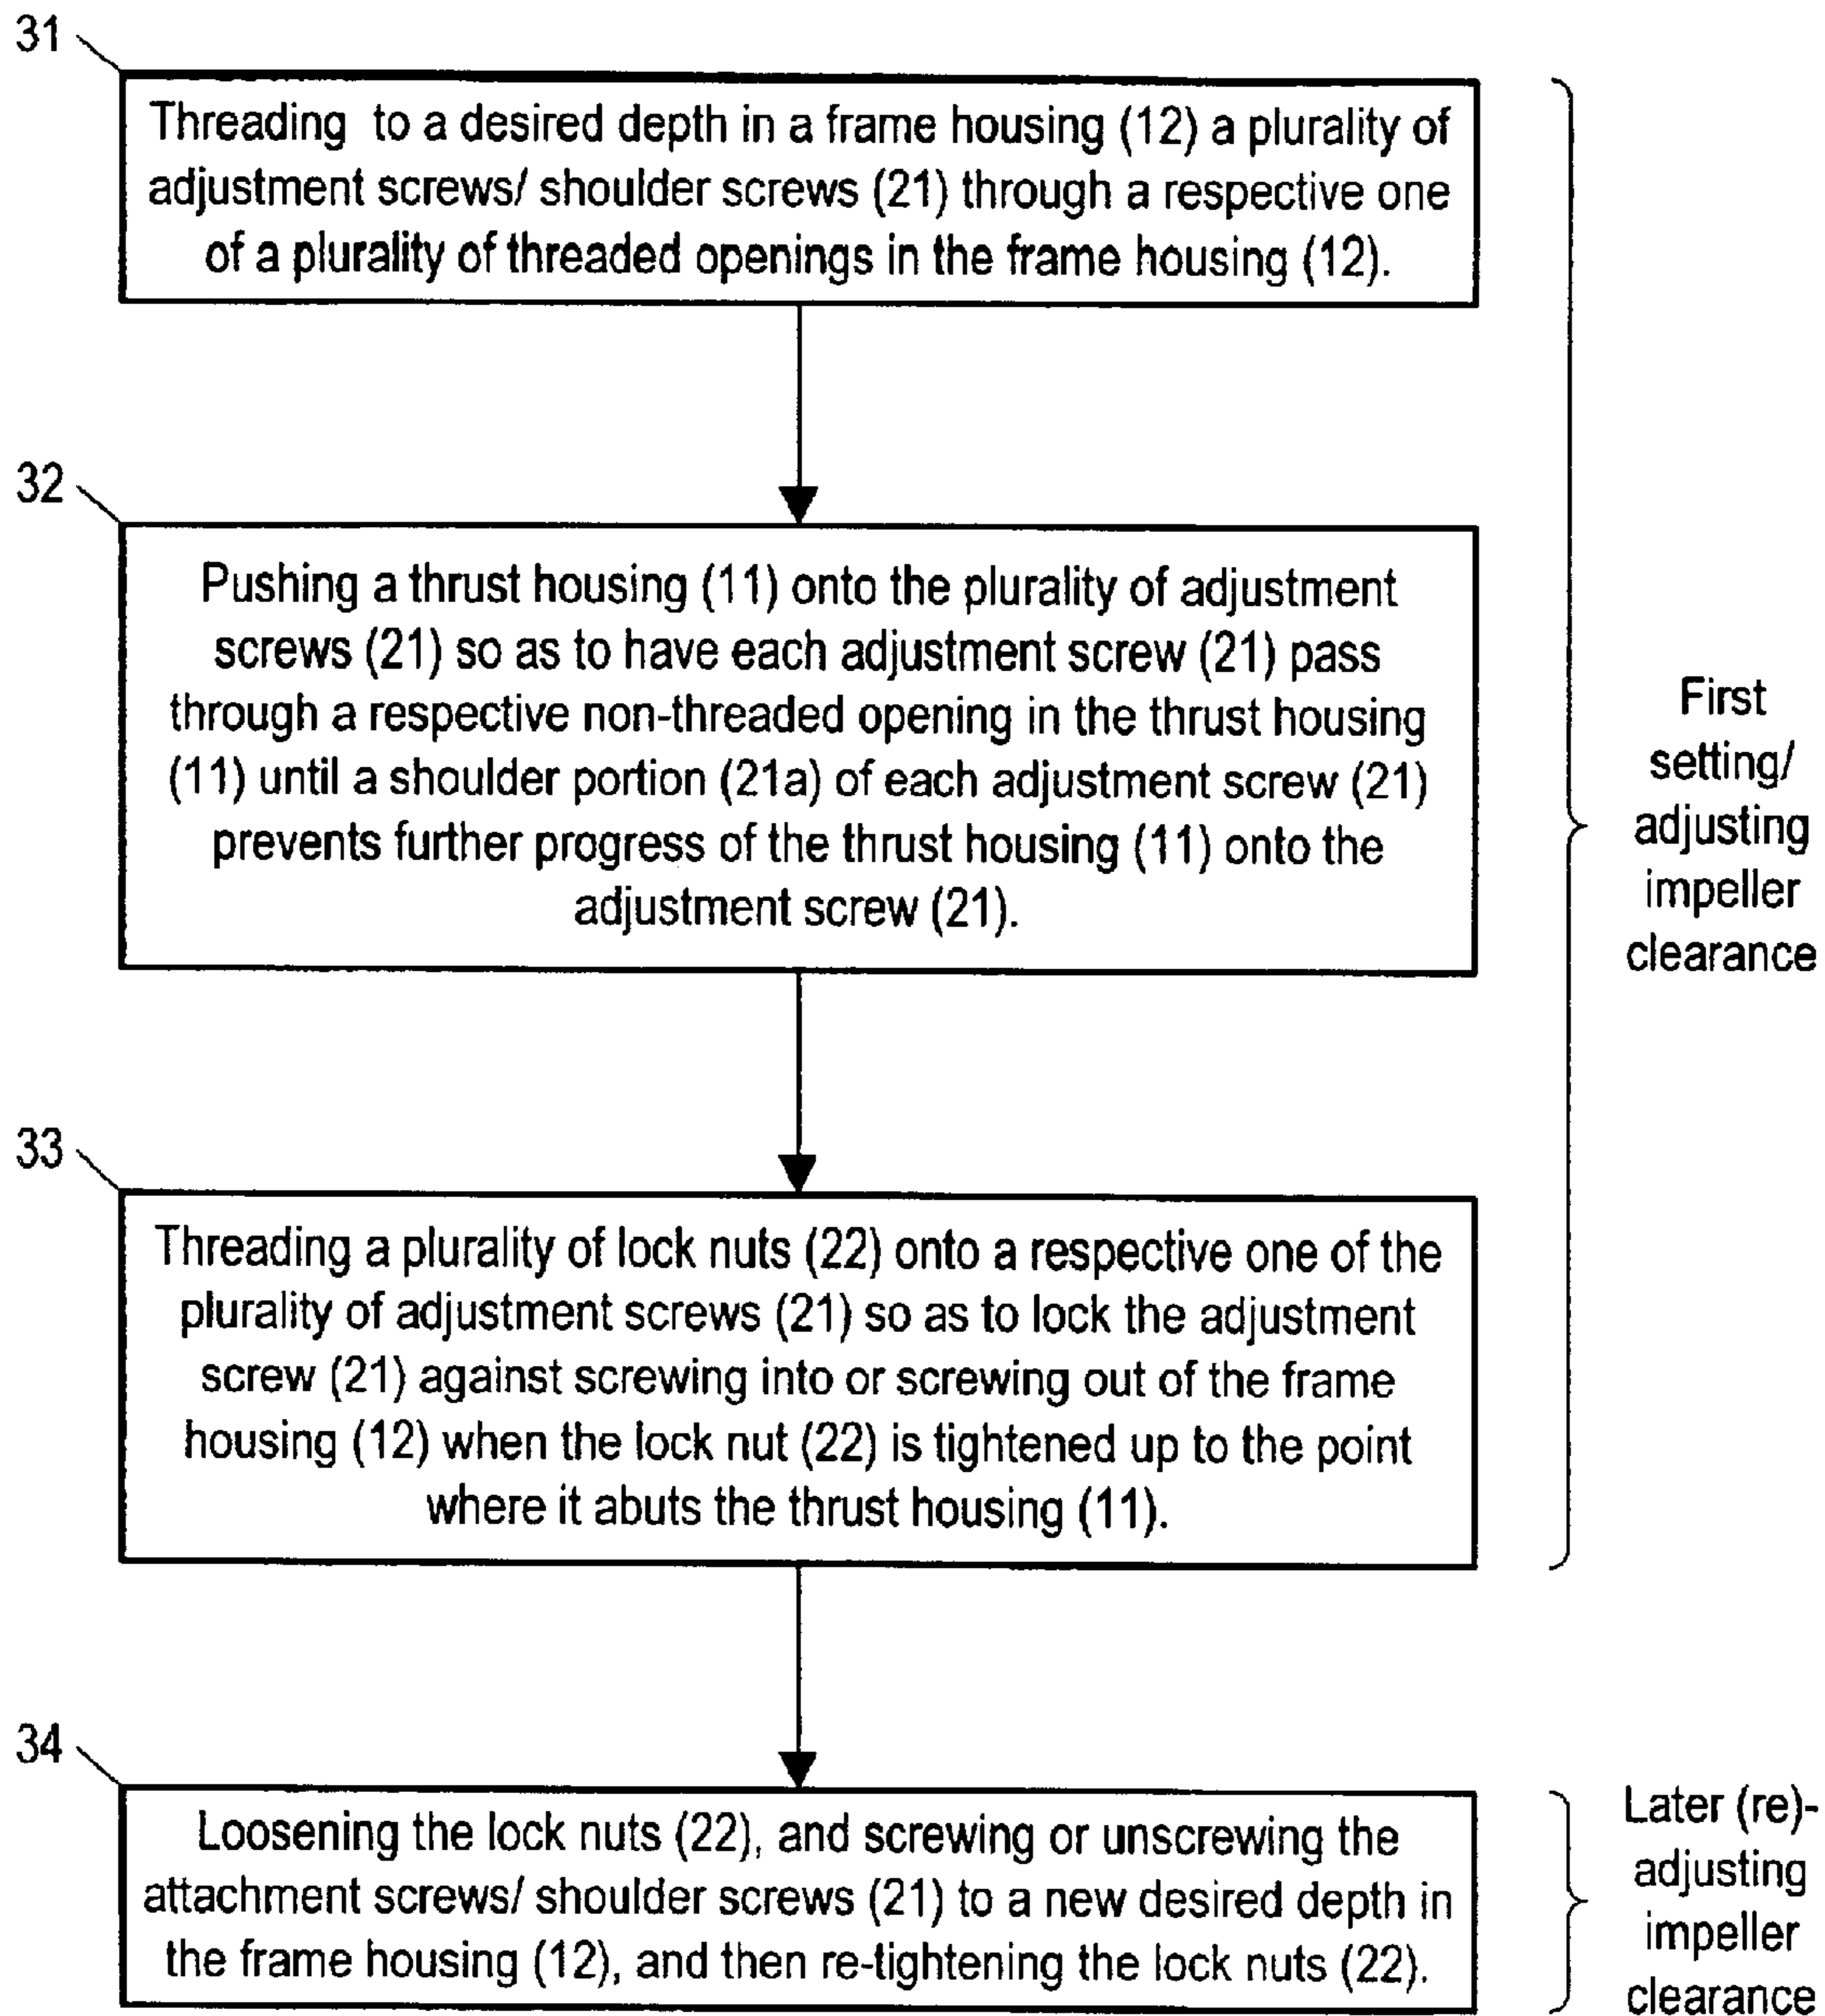 31
Threading to a desired depth in a frame housing (12) a plurality of
adjustment screws/ shoulder screws (21) through a respective one
of a plurality of threaded openings in the frame housing (12).
32
Pushing a thrust housing (11) onto the plurality of adjustment
screws (21) so as to have each adjustment screw (21) pass
through a respective non-threaded opening in the thrust housing
(11) until a shoulder portion (21a) of each adjustment screw (21)
prevents further progress of the thrust housing (11) onto the
adjustment screw (21).
First
setting/
adjusting
impeller
clearance
33
Threading a plurality of lock nuts (22) onto a respective one of the
plurality of adjustment screws (21) so as to lock the adjustment
screw (21) against screwing into or screwing out of the frame
housing (12) when the lock nut (22) is tightened up to the point
where it abuts the thrust housing (11).
34
Loosening the lock nuts (22), and screwing or unscrewing the
attachment screws/ shoulder screws (21) to a new desired depth in
the frame housing (12), and then re-tightening the lock nuts (22).
Later (re)-
adjusting
impeller
clearance